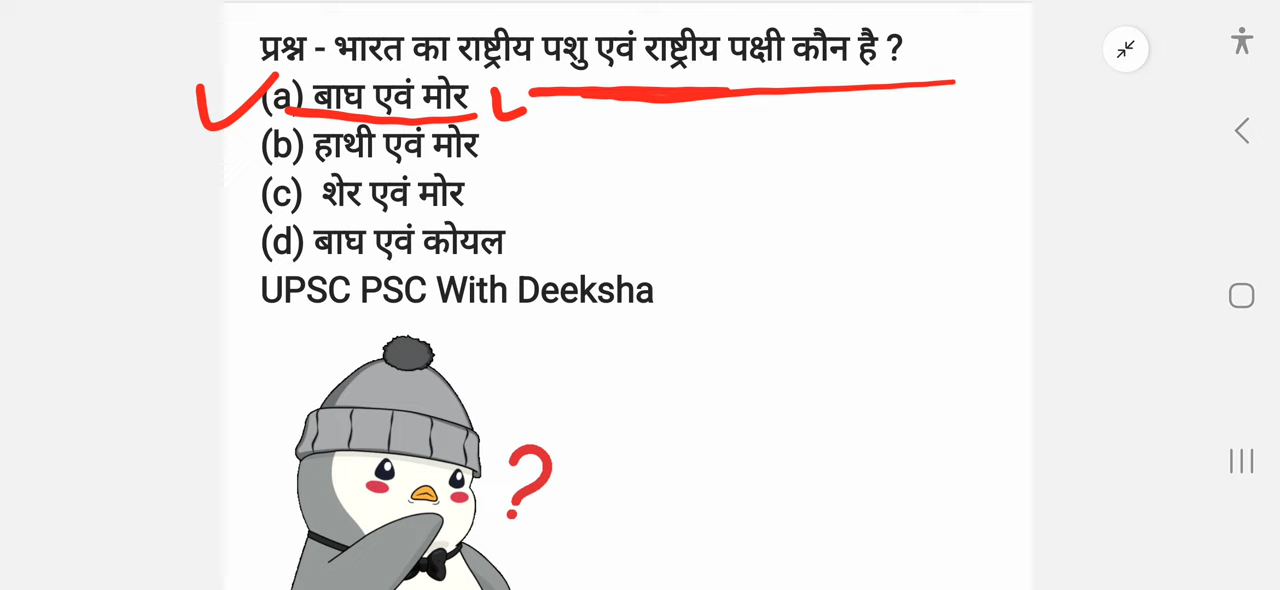 प्रश्न - भारत का राष्ट्रीय पशु एवं राष्ट्रीय पक्षी कौन है ?
(a) बाघ एवं मोर
(b) हाथी एवं मोर
(c) शेर एवं मोर
(d) बाघ एवं कोयल
UPSC PSC With Deeksha
?